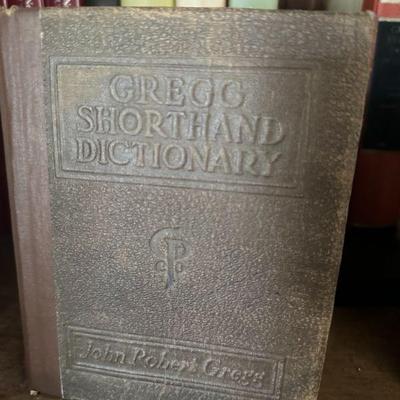 GREGG
SHORTHAND
DICTIONARY
John Robert Gregg